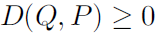 D(Q, P) ≥ 0